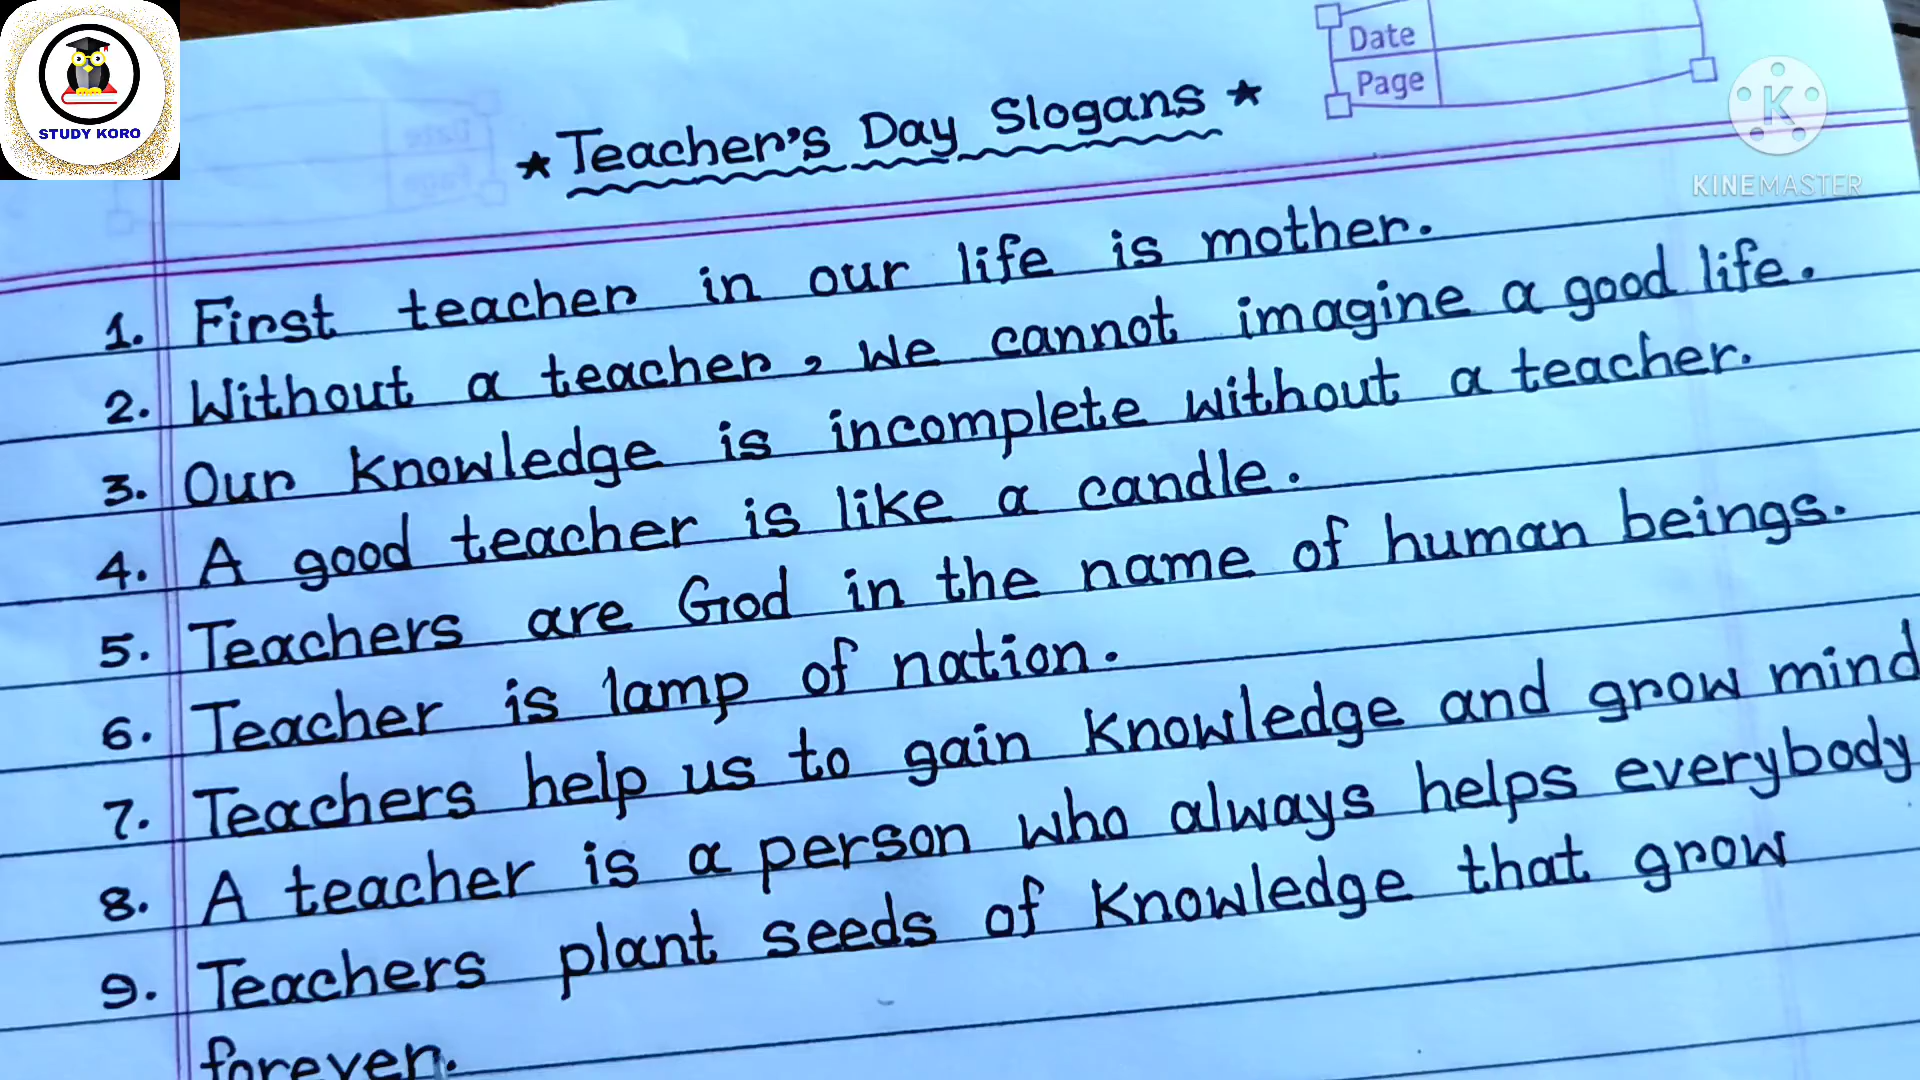 STUDY KORO
Date
Page
KINEMASTER
★ Teacher's Day Slogans ★
1. First teacher in our life is mother.
2. Without a teacher, We cannot imagine a good life.
3. Our Knowledge is incomplete without a teacher.
4. A good teacher is like a candle.
5. Teachers are God in the name of human beings.
6. Teacher is lamp of nation.
7. Teachers help us to gain Knowledge and grow mind
8. A teacher is a person who always helps everybody
9. Teachers plant seeds of Knowledge that grow
forever.